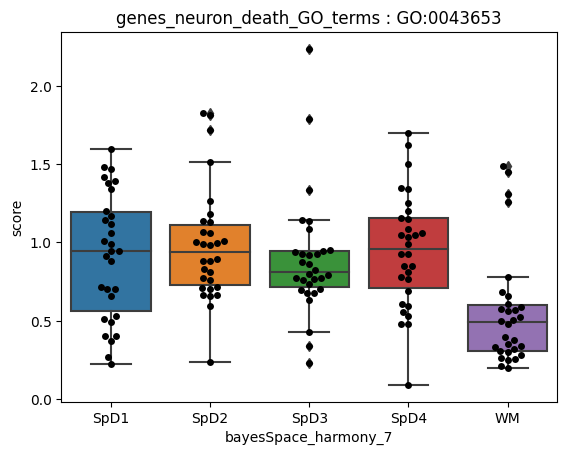 genes_neuron_death_GO_terms : GO:0043653
score
2.0
1.5
1.0
0.5
0.0
SpD1 SpD2 SpD3 SpD4 WM
bayesSpace_harmony_7